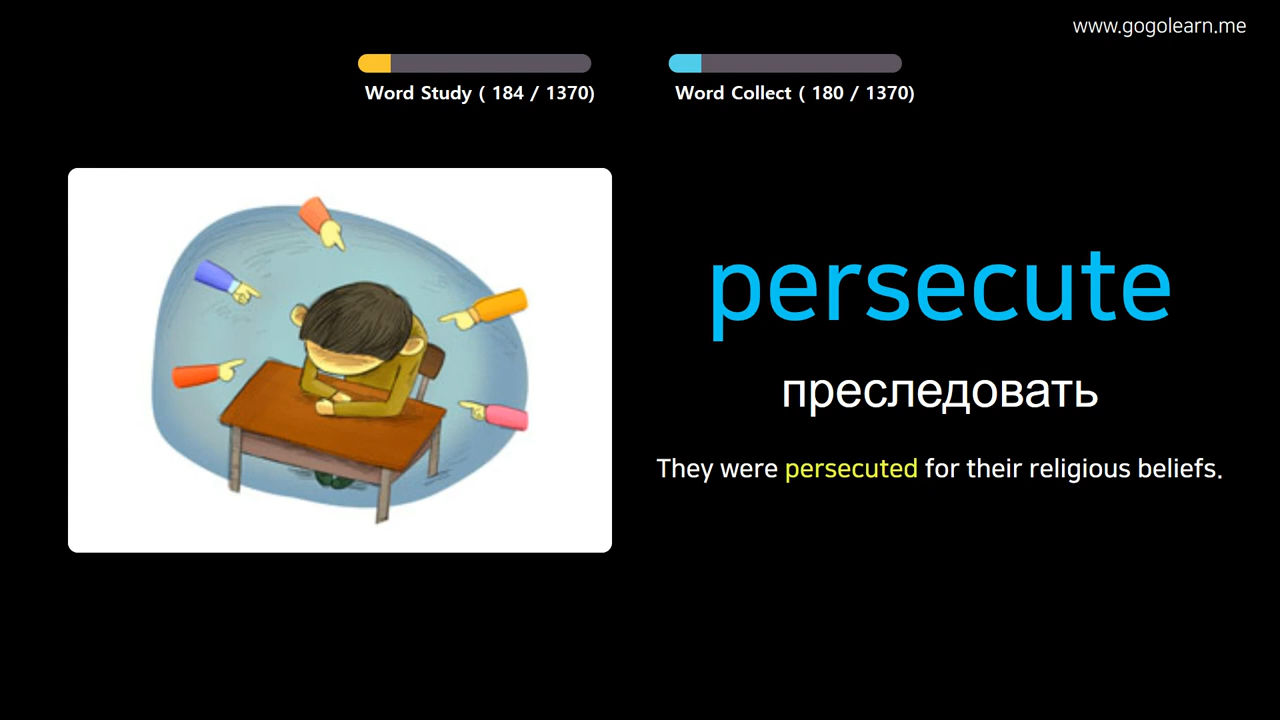 www.gogolearn.me
Word Study ( 184 / 1370)
Word Collect ( 180 / 1370)
persecute
преследовать
They were persecuted for their religious beliefs.